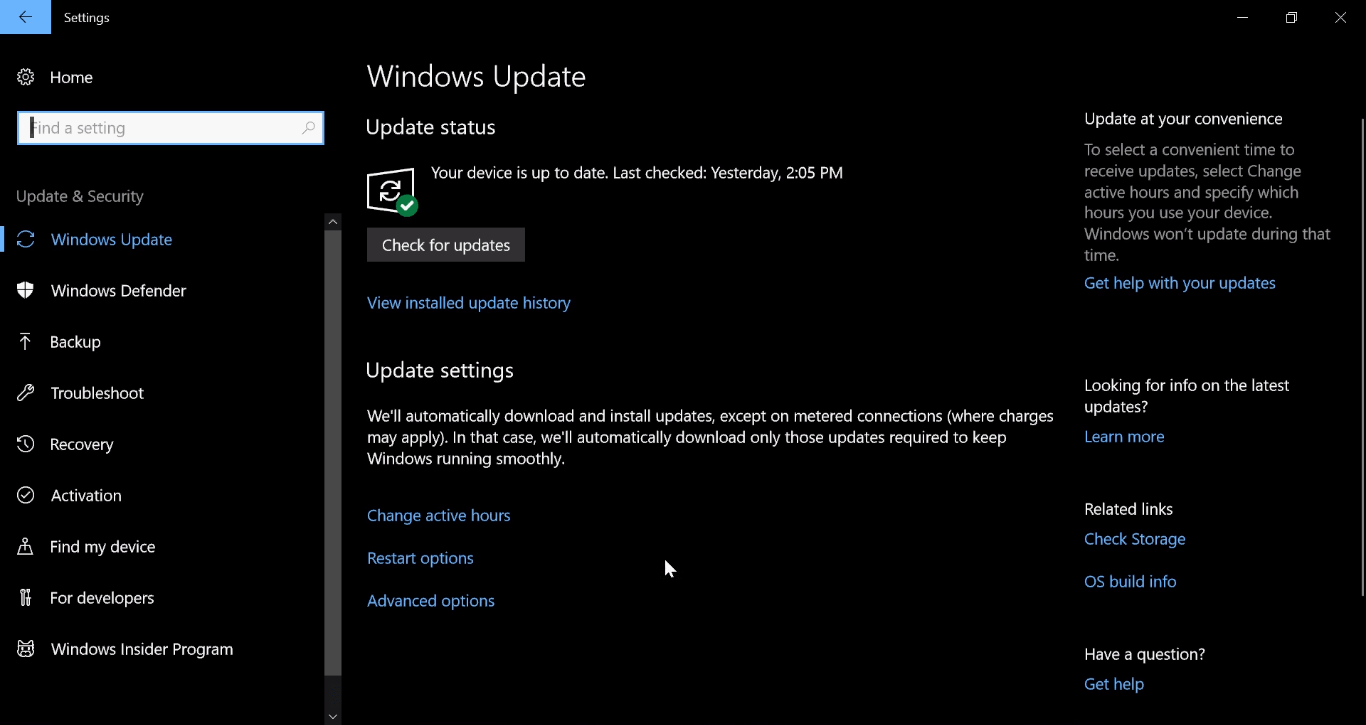 Settings
Home
Find a setting
Update & Security
Windows Update
Windows Defender
Backup
Troubleshoot
Recovery
Activation
Find my device
For developers
Windows Insider Program
Windows Update
Update status
Your device is up to date. Last checked: Yesterday, 2:05 PM
Check for updates
View installed update history
Update settings
We'll automatically download and install updates, except on metered connections (where charges
may apply). In that case, we'll automatically download only those updates required to keep
Windows running smoothly.
Change active hours
Restart options
Advanced options
Update at your convenience
To select a convenient time to
receive updates, select Change
active hours and specify which
hours you use your device.
Windows won't update during that
time.
Get help with your updates
Looking for info on the latest
updates?
Learn more
Related links
Check Storage
OS build info
Have a question?
Get help